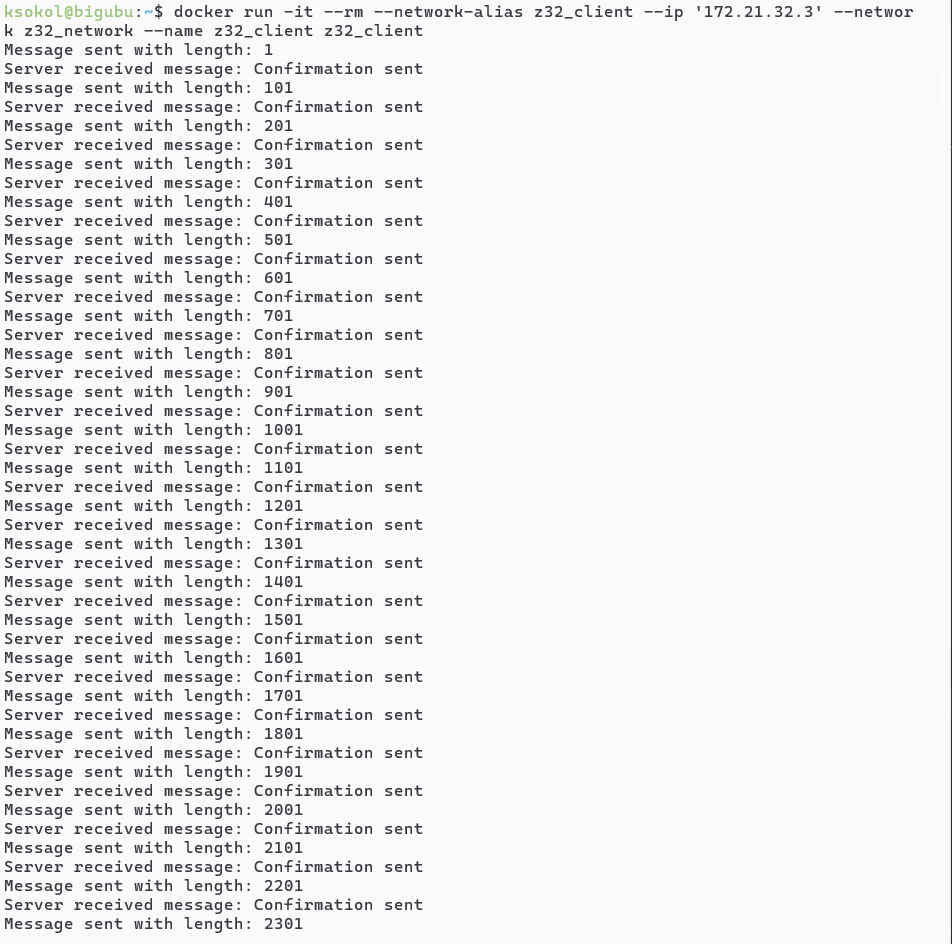 ksokol@bigubu:~$ docker run -it --rm --network-alias z32_client --ip '172.21.32.3' --networ
k z32_network --name z32_client z32_client
Message sent with length: 1
Server received message: Confirmation sent
Message sent with length: 101
Server received message: Confirmation sent
Message sent with length: 201
Server received message: Confirmation sent
Message sent with length: 301
Server received message: Confirmation sent
Message sent with length: 401
Server received message: Confirmation sent
Message sent with length: 501
Server received message: Confirmation sent
Message sent with length: 601
Server received message: Confirmation sent
Message sent with length: 701
Server received message: Confirmation sent
Message sent with length: 801
Server received message: Confirmation sent
Message sent with length: 901
Server received message: Confirmation sent
Message sent with length: 1001
Server received message: Confirmation sent
Message sent with length: 1101
Server received message: Confirmation sent
Message sent with length: 1201
Server received message: Confirmation sent
Message sent with length: 1301
Server received message: Confirmation sent
Message sent with length: 1401
Server received message: Confirmation sent
Message sent with length: 1501
Server received message: Confirmation sent
Message sent with length: 1601
Server received message: Confirmation sent
Message sent with length: 1701
Server received message: Confirmation sent
Message sent with length: 1801
Server received message: Confirmation sent
Message sent with length: 1901
Server received message: Confirmation sent
Message sent with length: 2001
Server received message: Confirmation sent
Message sent with length: 2101
Server received message: Confirmation sent
Message sent with length: 2201
Server received message: Confirmation sent
Message sent with length: 2301